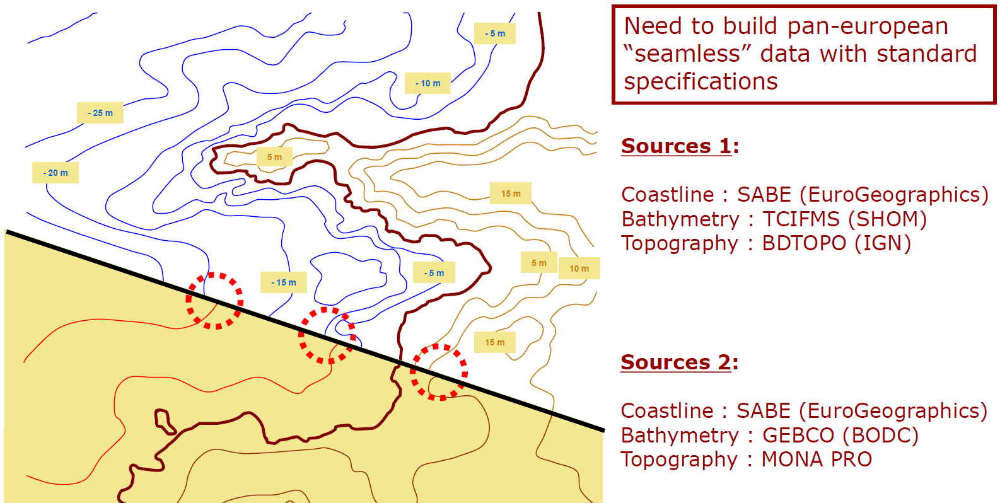 Need to build pan-european
“seamless” data with standard
specifications
Sources 1:
Coastline : SABE (EuroGeographics)
Bathymetry : TCIFMS (SHOM)
Topography : BDTOPO (IGN)
Sources 2:
Coastline : SABE (EuroGeographics)
Bathymetry : GEBCO (BODC)
Topography : MONA PRO
- 5 m
- 10 m
- 25 m
5 m
- 20 m
15 m
5 m
10 m
- 5 m
- 15 m
15 m